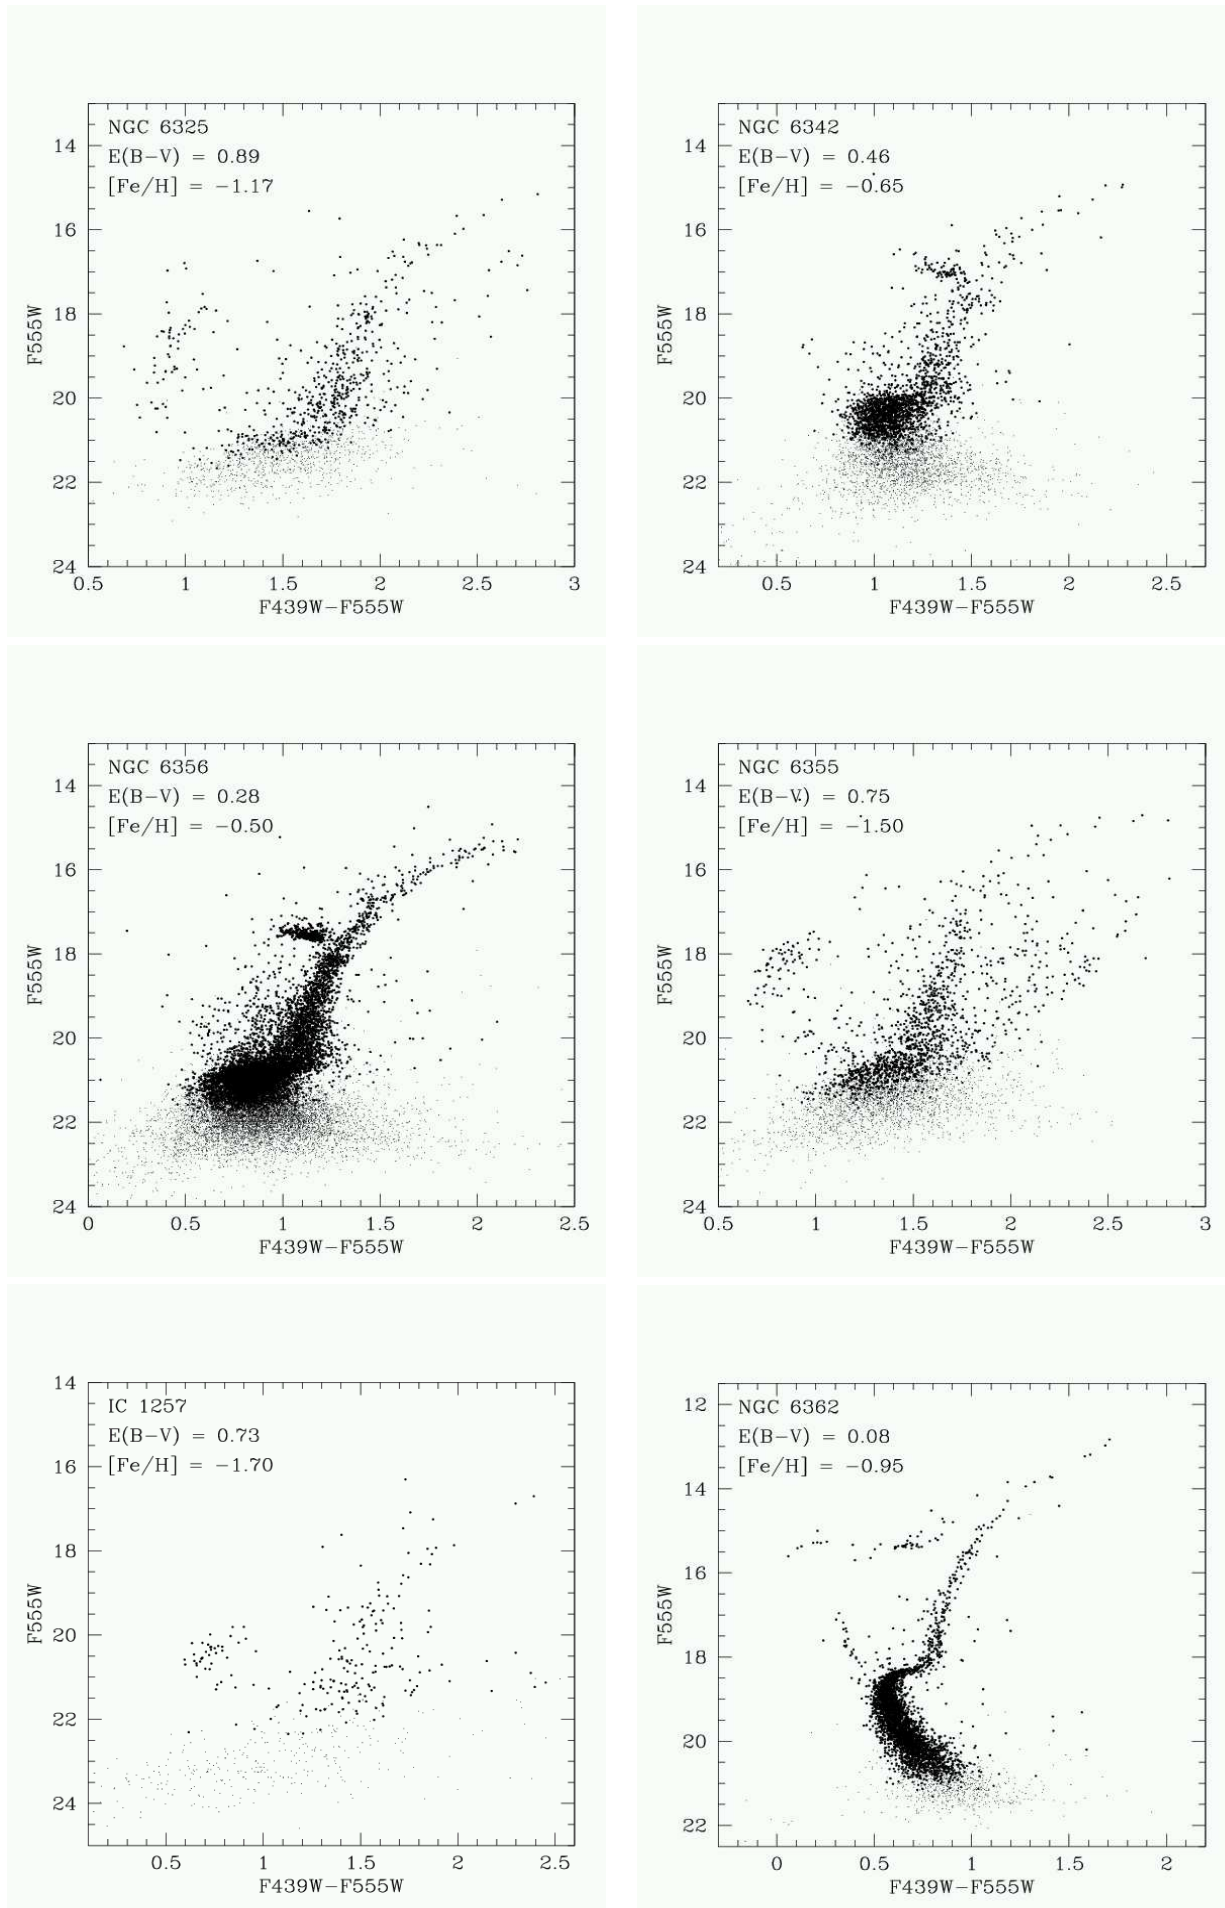 NGC 6325
E(B−V) = 0.89
[Fe/H] = −1.17
14
16
18
20
22
24
F555W
0.5 1 1.5 2 2.5 3
F439W−F555W
NGC 6342
E(B−V) = 0.46
[Fe/H] = −0.65
14
16
18
20
22
24
F555W
0.5 1 1.5 2 2.5
F439W−F555W
NGC 6356
E(B−V) = 0.28
[Fe/H] = −0.50
14
16
18
20
22
24
F555W
0 0.5 1 1.5 2 2.5
F439W−F555W
NGC 6355
E(B−V) = 0.75
[Fe/H] = −1.50
14
16
18
20
22
24
F555W
0.5 1 1.5 2 2.5 3
F439W−F555W
IC 1257
E(B−V) = 0.73
[Fe/H] = −1.70
14
16
18
20
22
24
F555W
0.5 1 1.5 2 2.5
F439W−F555W
NGC 6362
E(B−V) = 0.08
[Fe/H] = −0.95
12
14
16
18
20
22
F555W
0 0.5 1 1.5 2
F439W−F555W